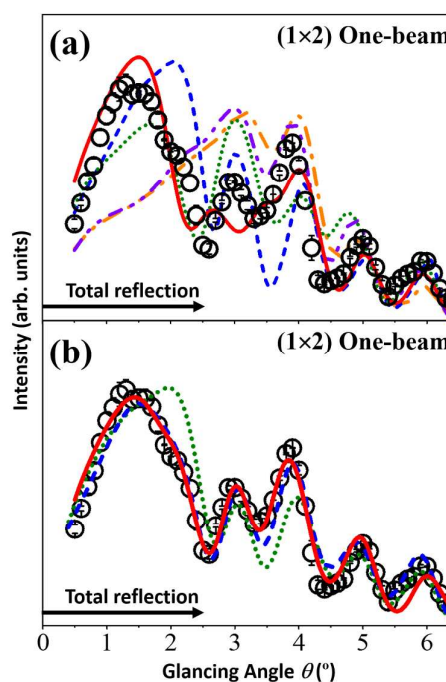 (a)
(1×2) One-beam
Total reflection
Intensity (arb. units)
(b)
(1×2) One-beam
Total reflection
0 1 2 3 4 5 6
Glancing Angle θ (º)